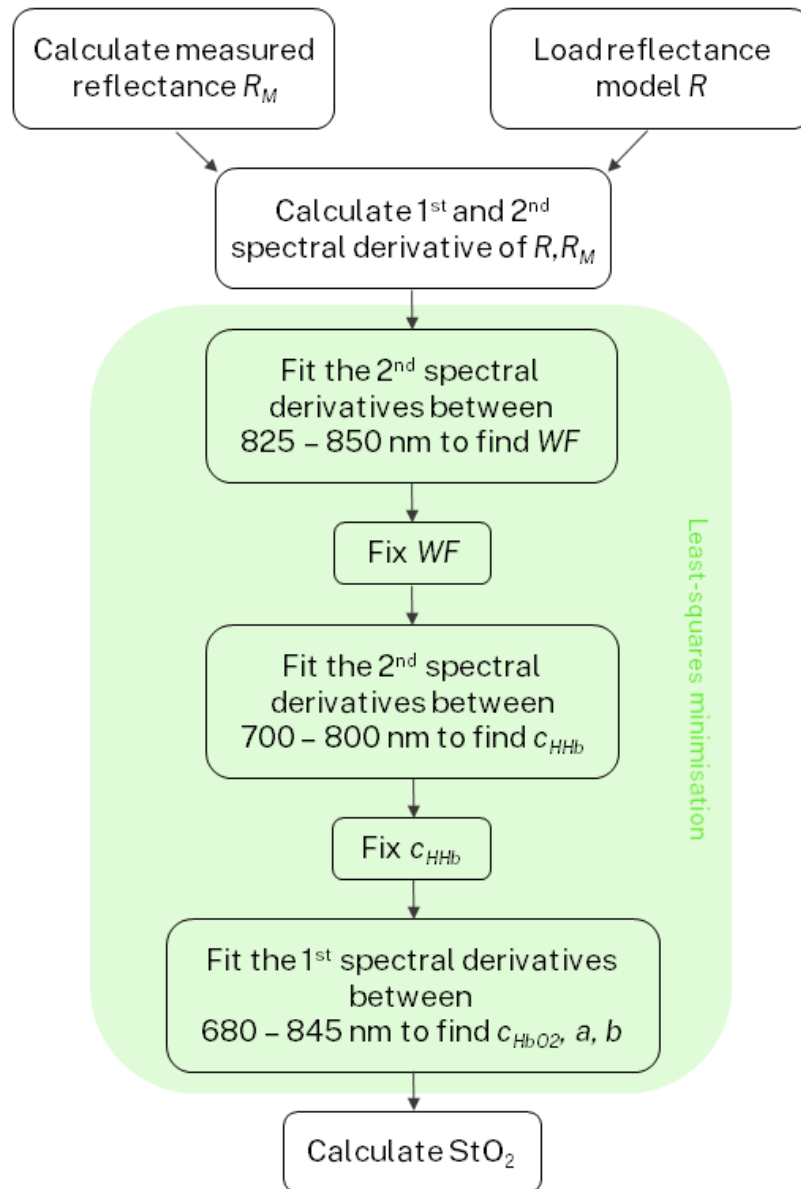 Calculate measured
reflectance R_M
Load reflectance
model R
Calculate 1st and 2nd
spectral derivative of R,R_M
Fit the 2nd spectral
derivatives between
825 – 850 nm to find WF
Fix WF
Fit the 2nd spectral
derivatives between
700 – 800 nm to find c_HHb
Fix c_HHb
Fit the 1st spectral derivatives
between
680 – 845 nm to find c_HbO2, a, b
Least-squares minimisation
Calculate StO₂